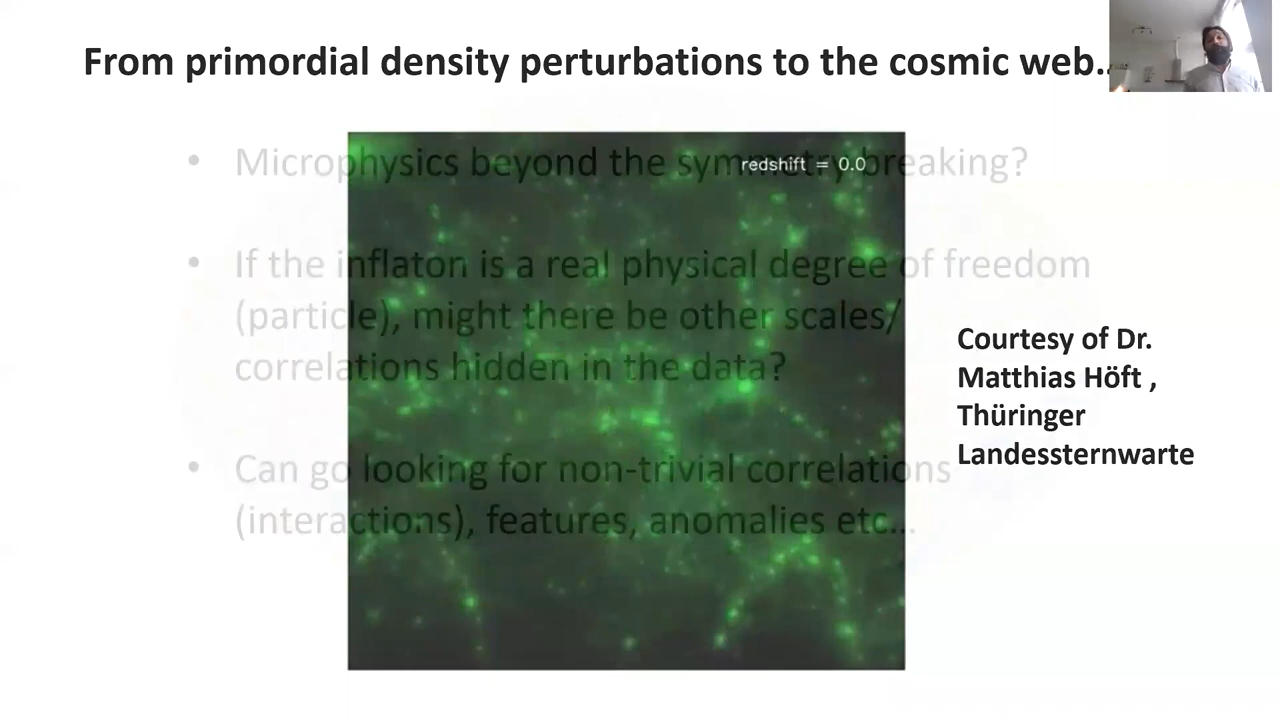 From primordial density perturbations to the cosmic web..
redshift = 0.0
• Microphysics beyond the symmetry breaking?
• If the inflaton is a real physical degree of freedom
(particle), might there be other scales/
correlations hidden in the data?
• Can go looking for non-trivial correlations
(interactions), features, anomalies etc...
Courtesy of Dr.
Matthias Höft ,
Thüringer
Landessternwarte